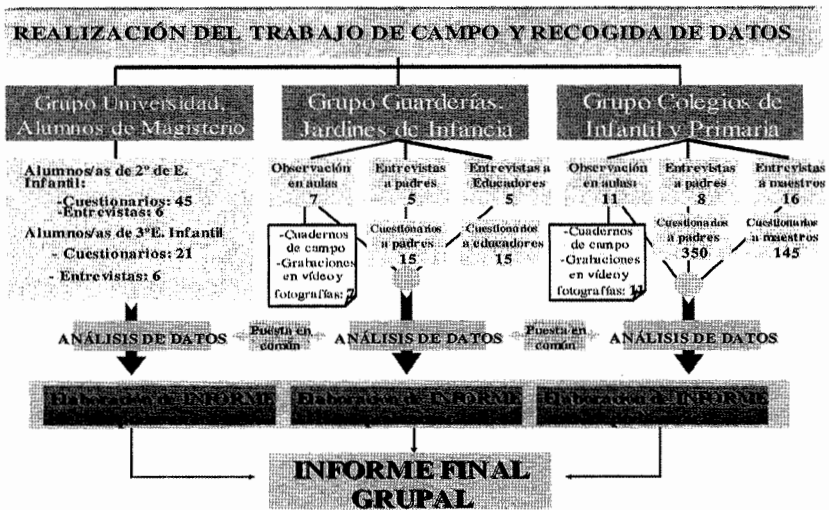 REALIZACIÓN DEL TRABAJO DE CAMPO Y RECOGIDA DE DATOS
Grupo Universidad,
Alumnos de Magisterio
Alumnos/as de 2º de E.
Infantil:
-Cuestionarios: 45
-Entrevistas: 6
Alumnos/as de 3ºE. Infantil
- Cuestionarios: 21
- Entrevistas: 6
Grupo Guarderías.
Jardines de Infancia
Observación
en aulas
7
Entrevistas
a padres
5
Entrevistas a
Educadores
5
-Cuadernos
de campo
-Grabaciones
en vídeo y
fotografías: 7
Cuestionarios
a padres
15
Cuestionarios
a educadores
15
Grupo Colegios de
Infantil y Primaria
Observación
en aulas:
11
Entrevistas
a padres
8
Entrevistas
a maestros
16
-Cuadernos
de campo
-Grabaciones
en vídeo y
fotografías: 11
Cuestionarios
a padres
350
Cuestionarios
a maestros
145
ANÁLISIS DE DATOS
Puesta en
común
ANÁLISIS DE DATOS
Puesta en
común
ANÁLISIS DE DATOS
Elaboración de INFORME
Elaboración de INFORME
Elaboración de INFORME
INFORME FINAL
GRUPAL